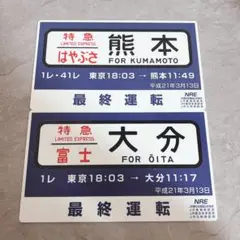 特急
LIMITED EXPRESS
はやぶさ
熊本
FOR KUMAMOTO
1レ・41レ 東京18:03 → 熊本11:49
平成21年3月13日
最終運転
NRE
特急
LIMITED EXPRESS
富士
大分
FOR ŌITA
1レ 東京18:03 → 大分11:17
平成21年3月13日
最終運転
NRE